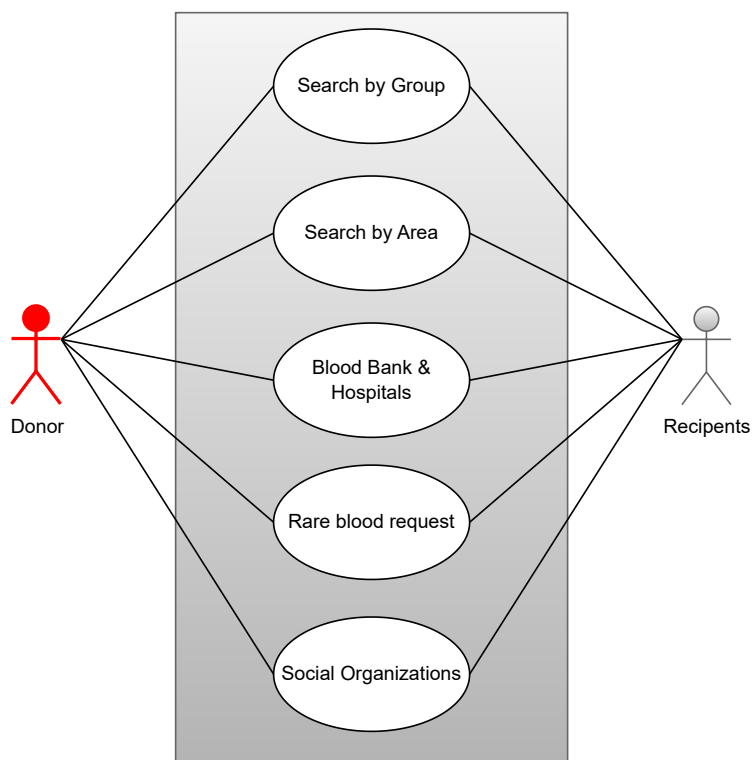 Search by Group
Search by Area
Blood Bank &
Hospitals
Donor
Recipents
Rare blood request
Social Organizations